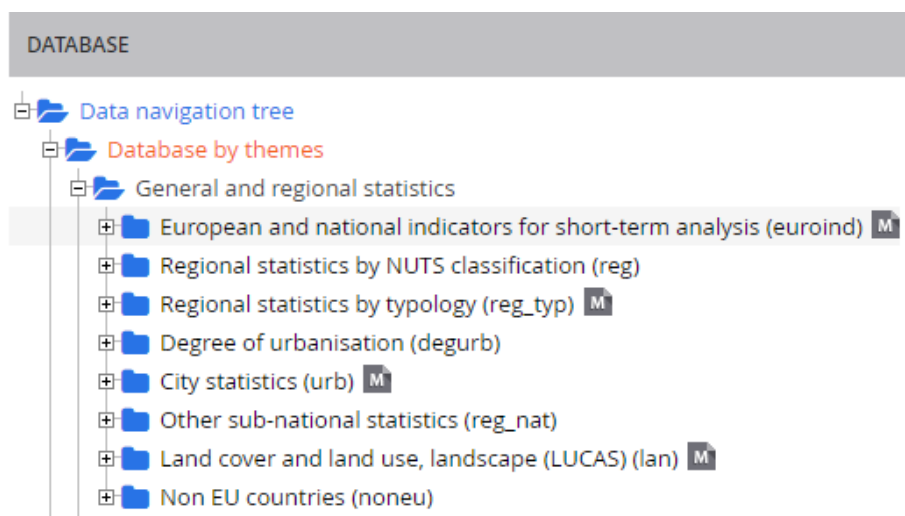 DATABASE
Data navigation tree
Database by themes
General and regional statistics
European and national indicators for short-term analysis (euroind) M
Regional statistics by NUTS classification (reg)
Regional statistics by typology (reg_typ) M
Degree of urbanisation (degurb)
City statistics (urb) M
Other sub-national statistics (reg_nat)
Land cover and land use, landscape (LUCAS) (lan) M
Non EU countries (noneu)